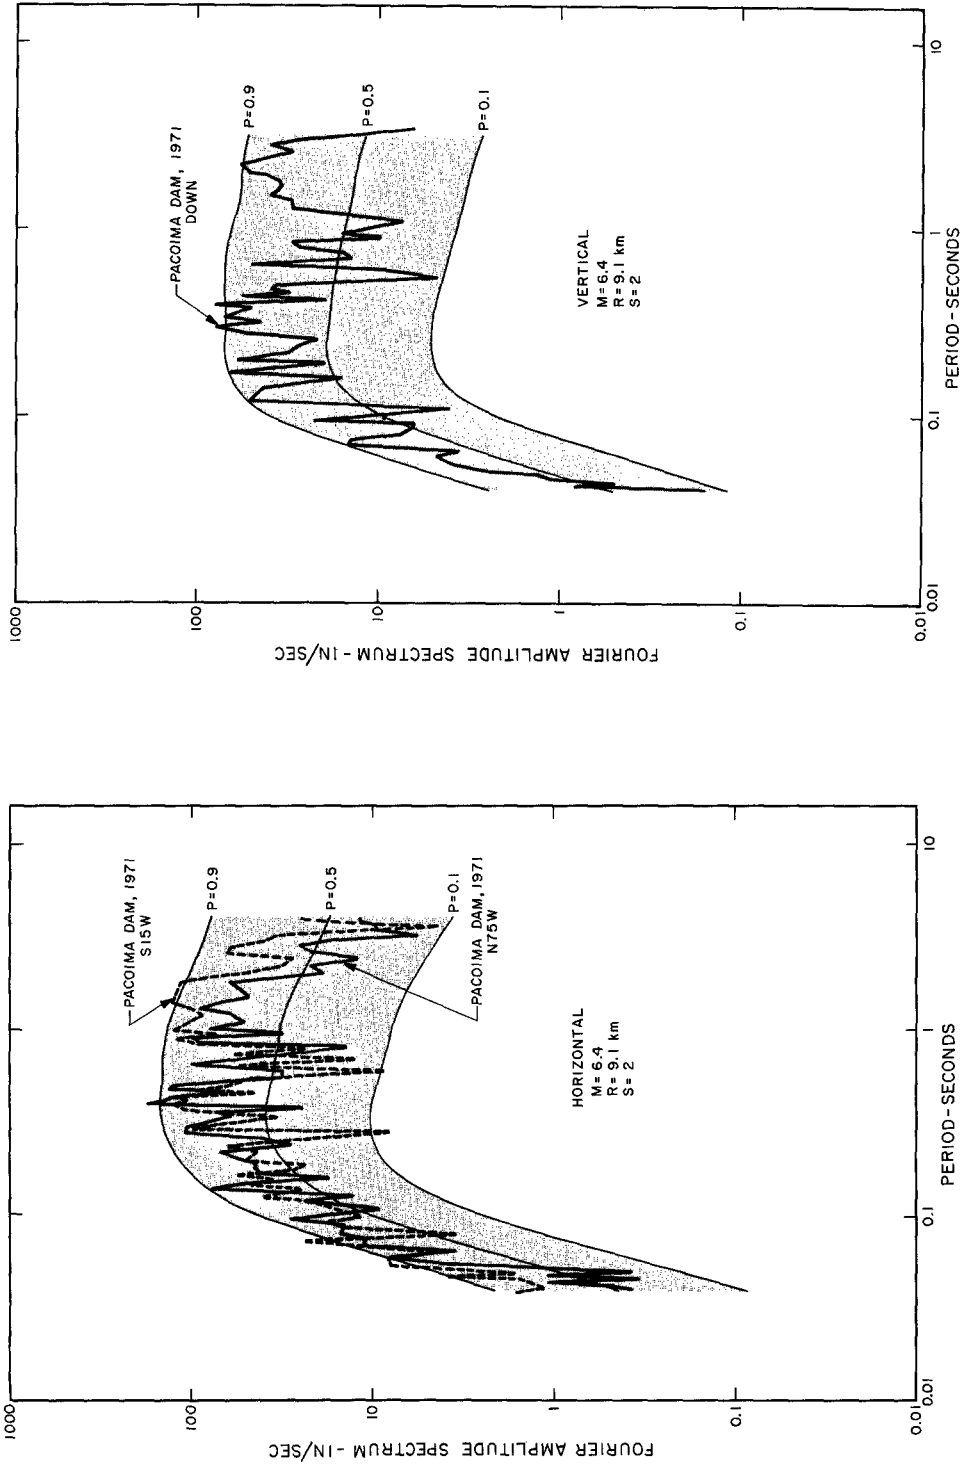 1000
100
10
1
0.1
0.01
FOURIER AMPLITUDE SPECTRUM - IN/SEC
0.01
0.1
1
10
PERIOD - SECONDS
PACOIMA DAM, 1971
S15W
P=0.9
P=0.5
P=0.1
PACOIMA DAM, 1971
N75W
HORIZONTAL
M = 6.4
R = 9.1 km
S = 2
1000
100
10
1
0.1
0.01
FOURIER AMPLITUDE SPECTRUM - IN/SEC
0.01
0.1
1
10
PERIOD - SECONDS
PACOIMA DAM, 1971
DOWN
P=0.9
P=0.5
P=0.1
VERTICAL
M = 6.4
R = 9.1 km
S = 2